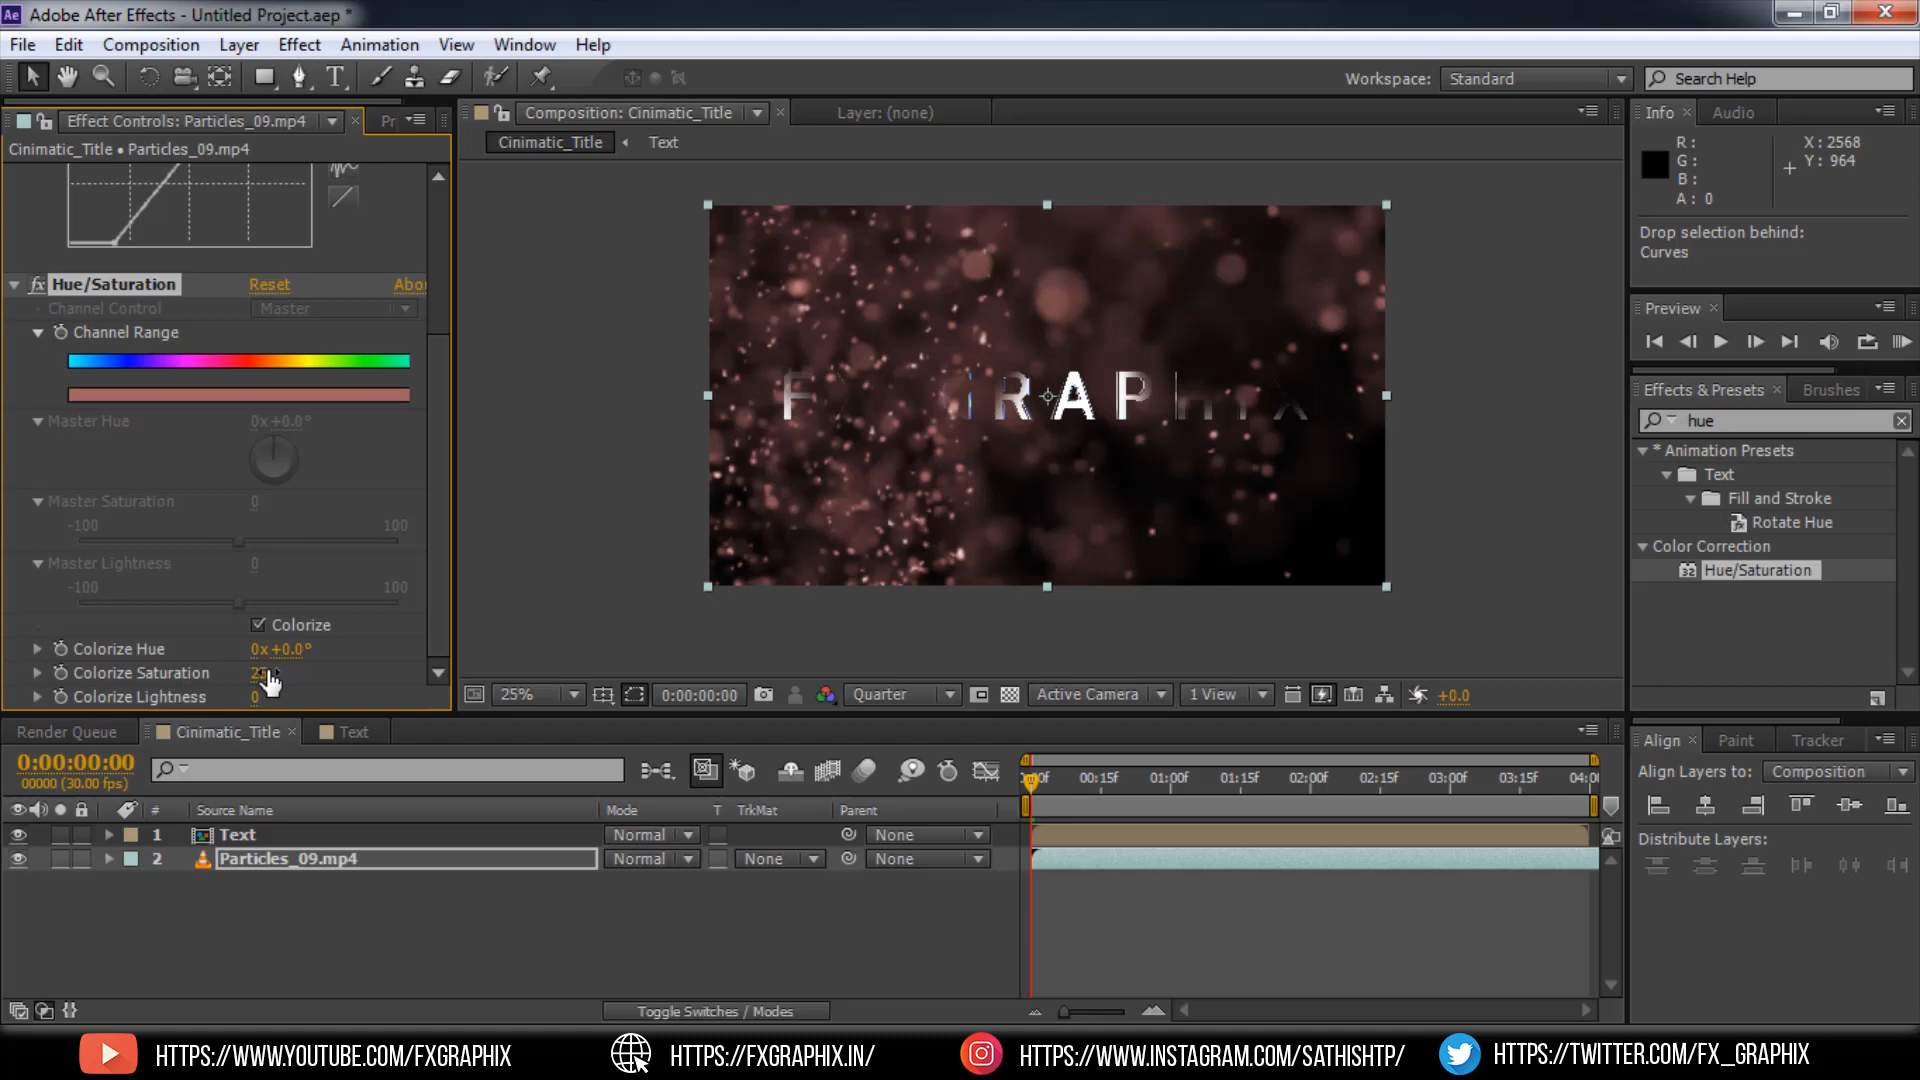 Ae Adobe After Effects - Untitled Project.aep *
File Edit Composition Layer Effect Animation View Window Help
Workspace: Standard Search Help
Effect Controls: Particles_09.mp4 Pr
Cinimatic_Title • Particles_09.mp4
fx Hue/Saturation Reset Abou
Channel Control Master
Channel Range
Master Hue 0x +0.0°
Master Saturation 0
-100 100
Master Lightness 0
-100 100
Colorize
Colorize Hue 0x +0.0°
Colorize Saturation
Colorize Lightness 0
Composition: Cinimatic_Title Layer: (none)
Cinimatic_Title Text
25% 0:00:00:00 Quarter Active Camera 1 View +0.0
Info Audio
R: X: 2568
G: Y: 964
B:
A: 0
Drop selection behind:
Curves
Preview
Effects & Presets Brushes
hue
* Animation Presets
Text
Fill and Stroke
Rotate Hue
Color Correction
32 Hue/Saturation
Align Paint Tracker
Align Layers to: Composition
Distribute Layers:
Render Queue Cinimatic_Title Text
0:00:00:00
00000 (30.00 fps)
00:15f 01:00f 01:15f 02:00f 02:15f 03:00f 03:15f
# Source Name Mode T TrkMat Parent
1 Text Normal None
2 Particles_09.mp4 Normal None None
Toggle Switches / Modes
HTTPS://WWW.YOUTUBE.COM/FXGRAPHIX HTTPS://FXGRAPHIX.IN/ HTTPS://WWW.INSTAGRAM.COM/SATHISHTP/ HTTPS://TWITTER.COM/FX_GRAPHIX